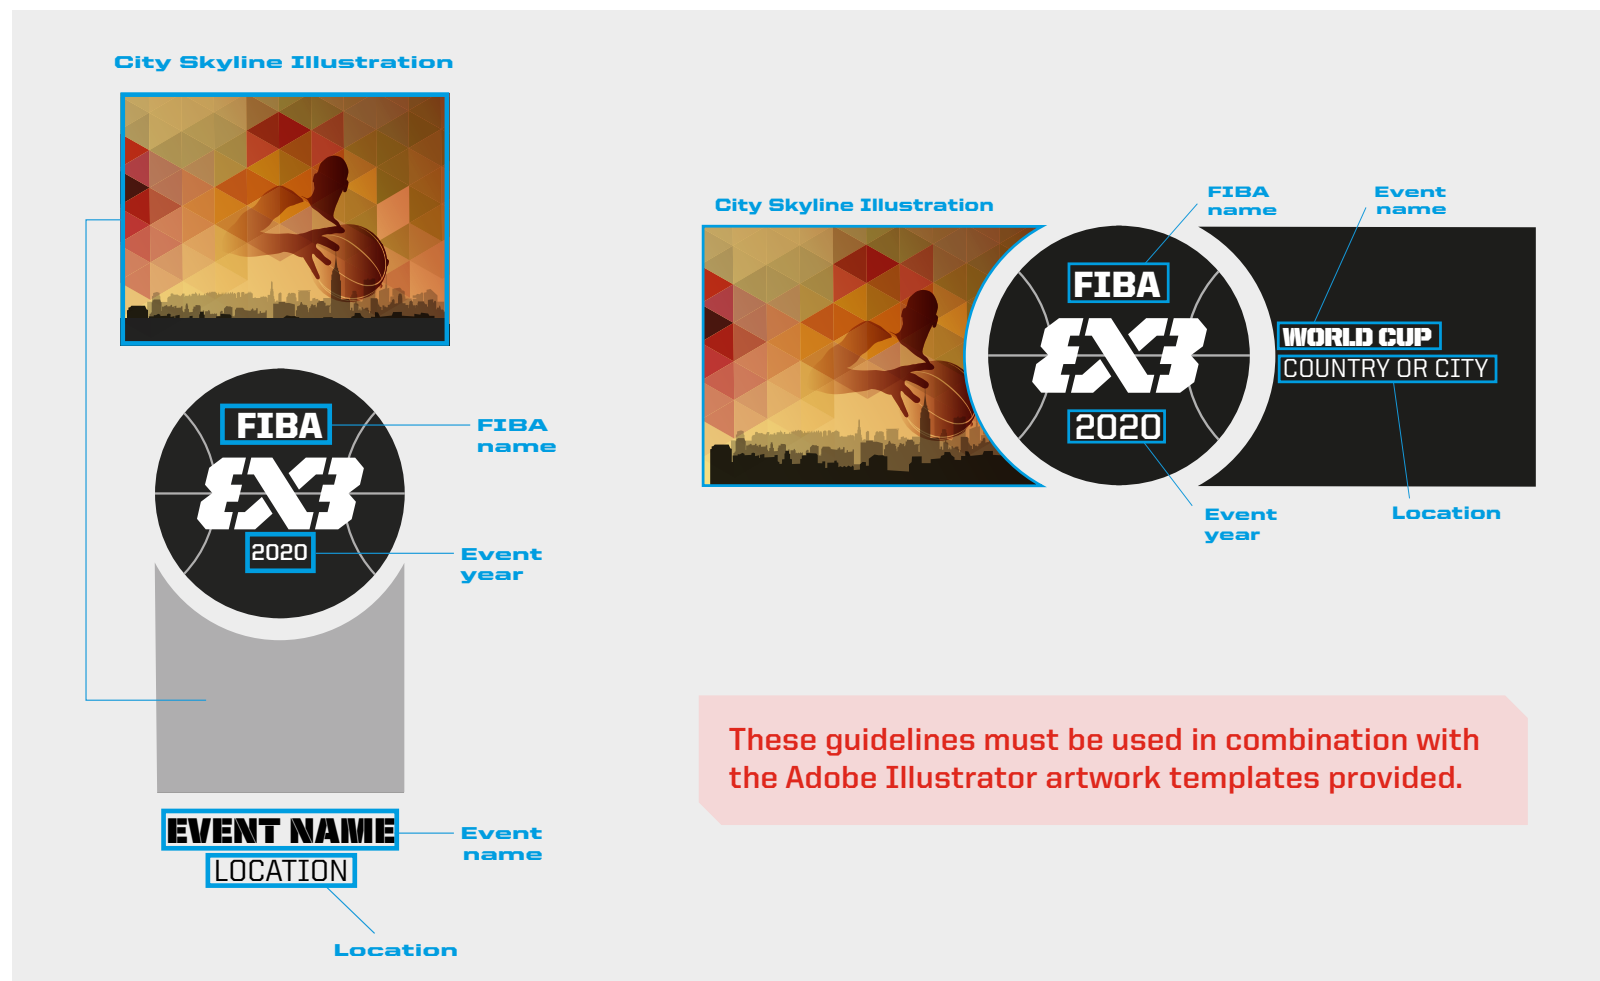 City Skyline Illustration
FIBA
3X3
2020
FIBA
name
Event
year
EVENT NAME
LOCATION
Event
name
Location
City Skyline Illustration
FIBA
name
Event
name
FIBA
3X3
2020
WORLD CUP
COUNTRY OR CITY
Event
year
Location
These guidelines must be used in combination with
the Adobe Illustrator artwork templates provided.